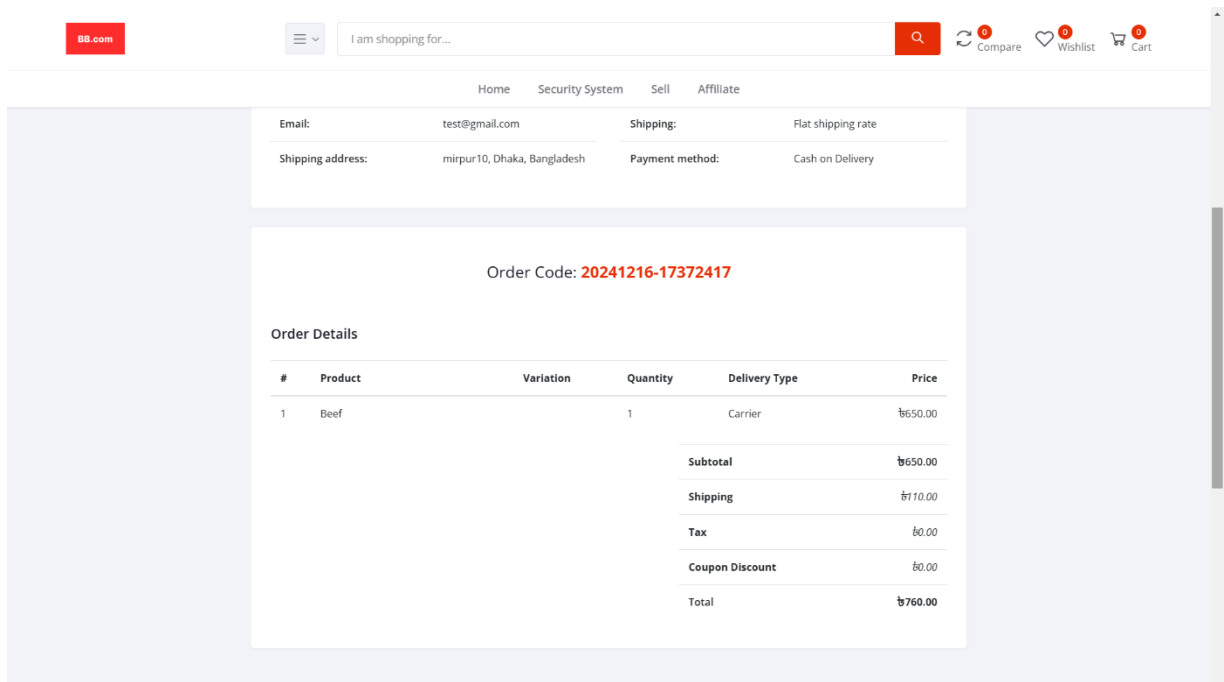 BB.com
I am shopping for...
0
Compare
0
Wishlist
0
Cart
Home Security System Sell Affiliate
Email: test@gmail.com Shipping: Flat shipping rate
Shipping address: mirpur10, Dhaka, Bangladesh Payment method: Cash on Delivery
Order Code: 20241216-17372417
Order Details
# Product Variation Quantity Delivery Type Price
1 Beef 1 Carrier ৳650.00
Subtotal ৳650.00
Shipping ৳110.00
Tax ৳0.00
Coupon Discount ৳0.00
Total ৳760.00